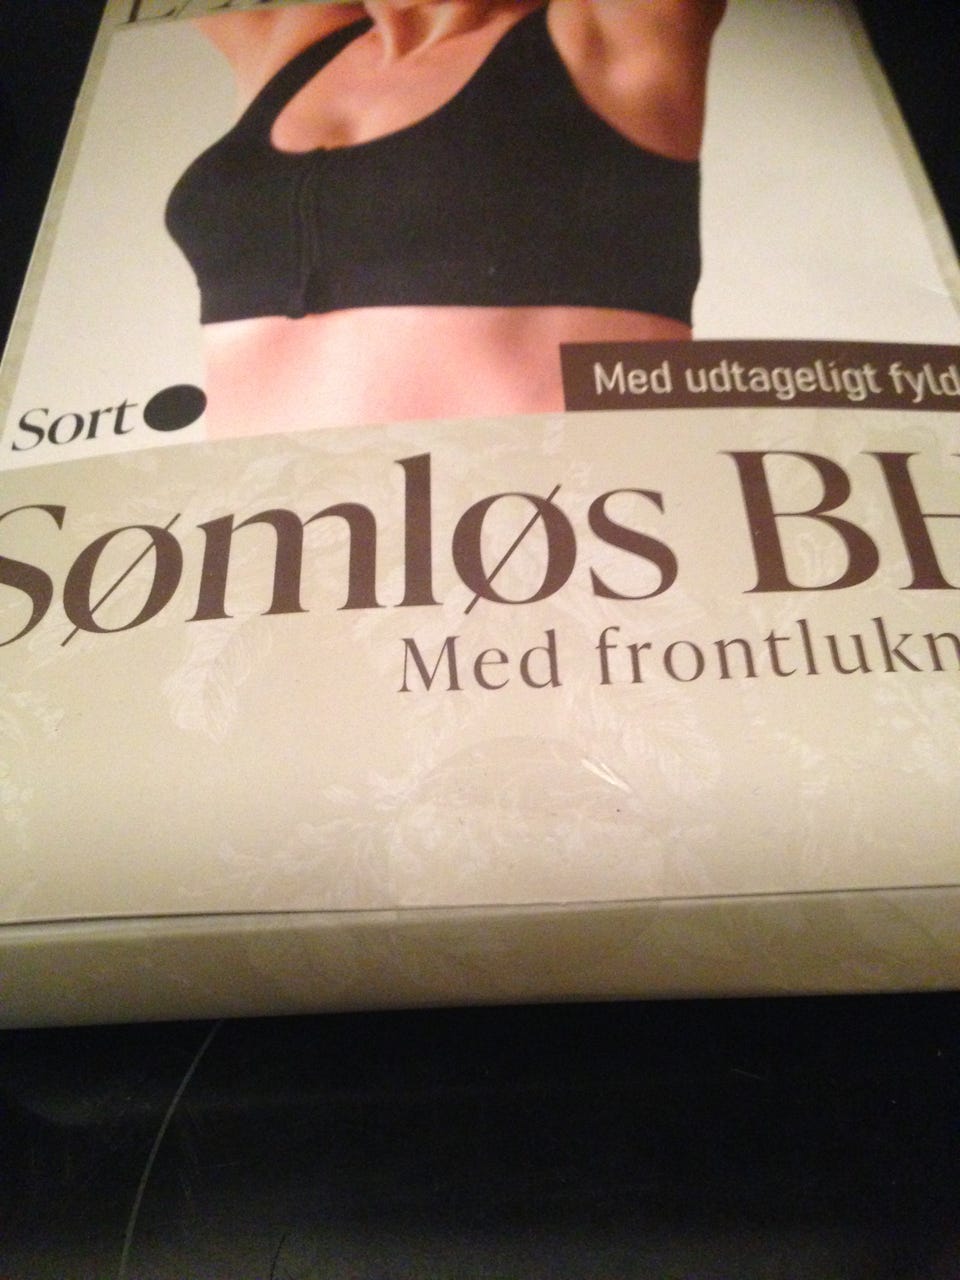 Sort
Med udtageligt fyld
Sømløs BH
Med frontlukn